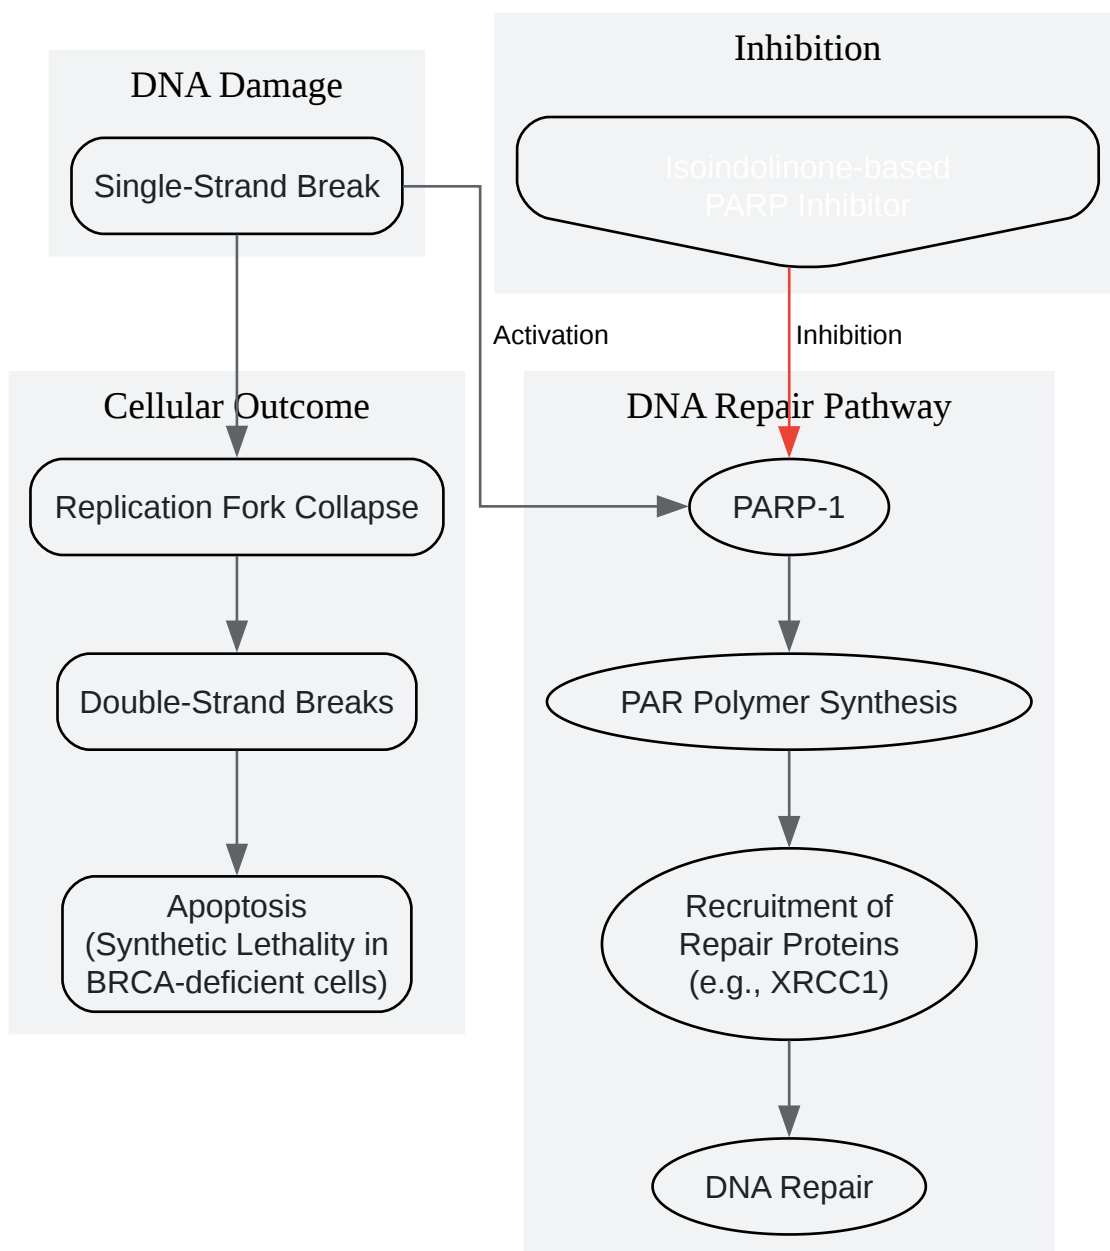 Inhibition
DNA Damage
Isoindolinone-based
PARP Inhibitor
Single-Strand Break
Activation
Inhibition
Cellular Outcome
DNA Repair Pathway
Replication Fork Collapse
PARP-1
Double-Strand Breaks
PAR Polymer Synthesis
Apoptosis
(Synthetic Lethality in
BRCA-deficient cells)
Recruitment of
Repair Proteins
(e.g., XRCC1)
DNA Repair